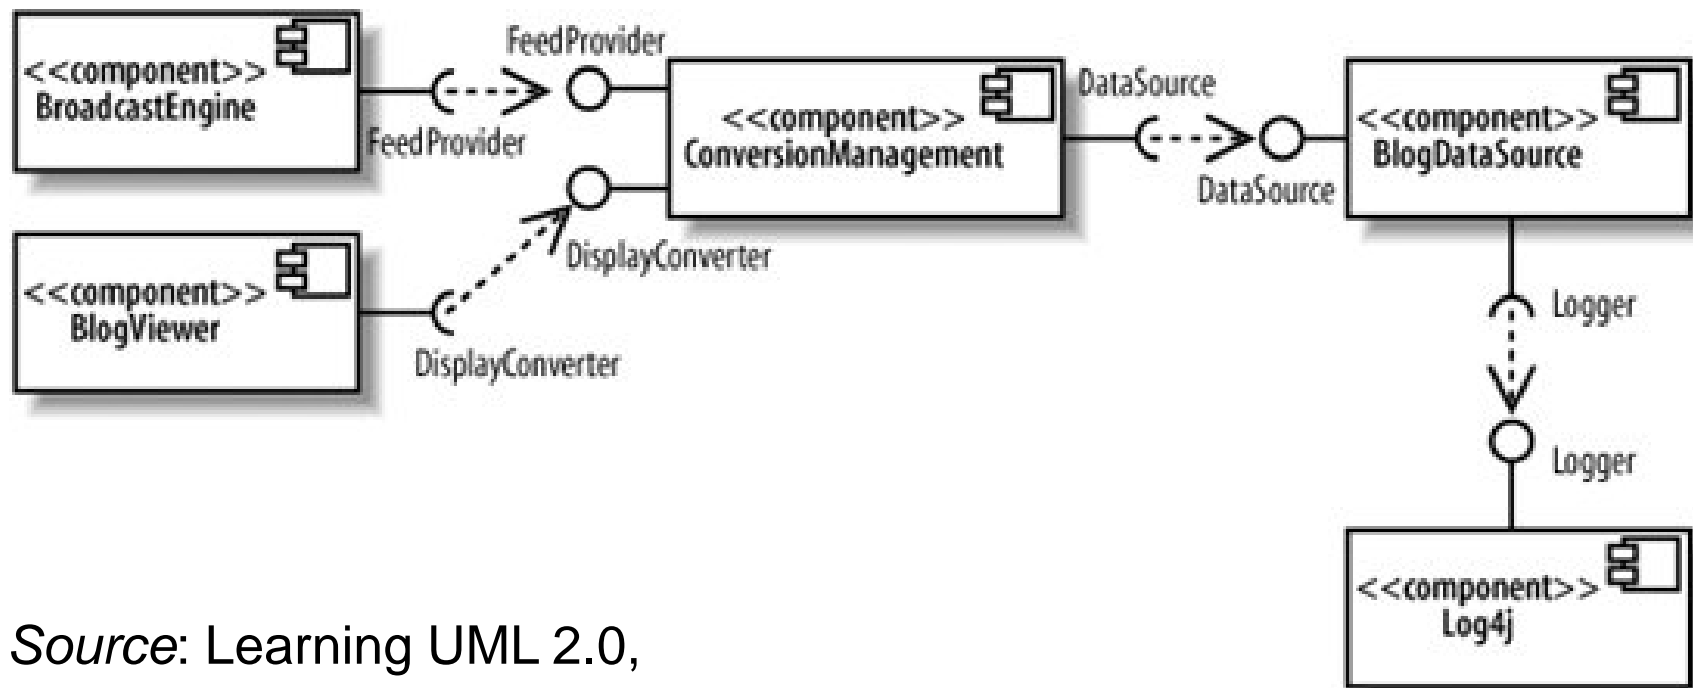 <<component>>
BroadcastEngine
FeedProvider
FeedProvider
<<component>>
ConversionManagement
DataSource
DataSource
<<component>>
BlogDataSource
<<component>>
BlogViewer
DisplayConverter
DisplayConverter
Logger
Logger
<<component>>
Log4j
Source: Learning UML 2.0,